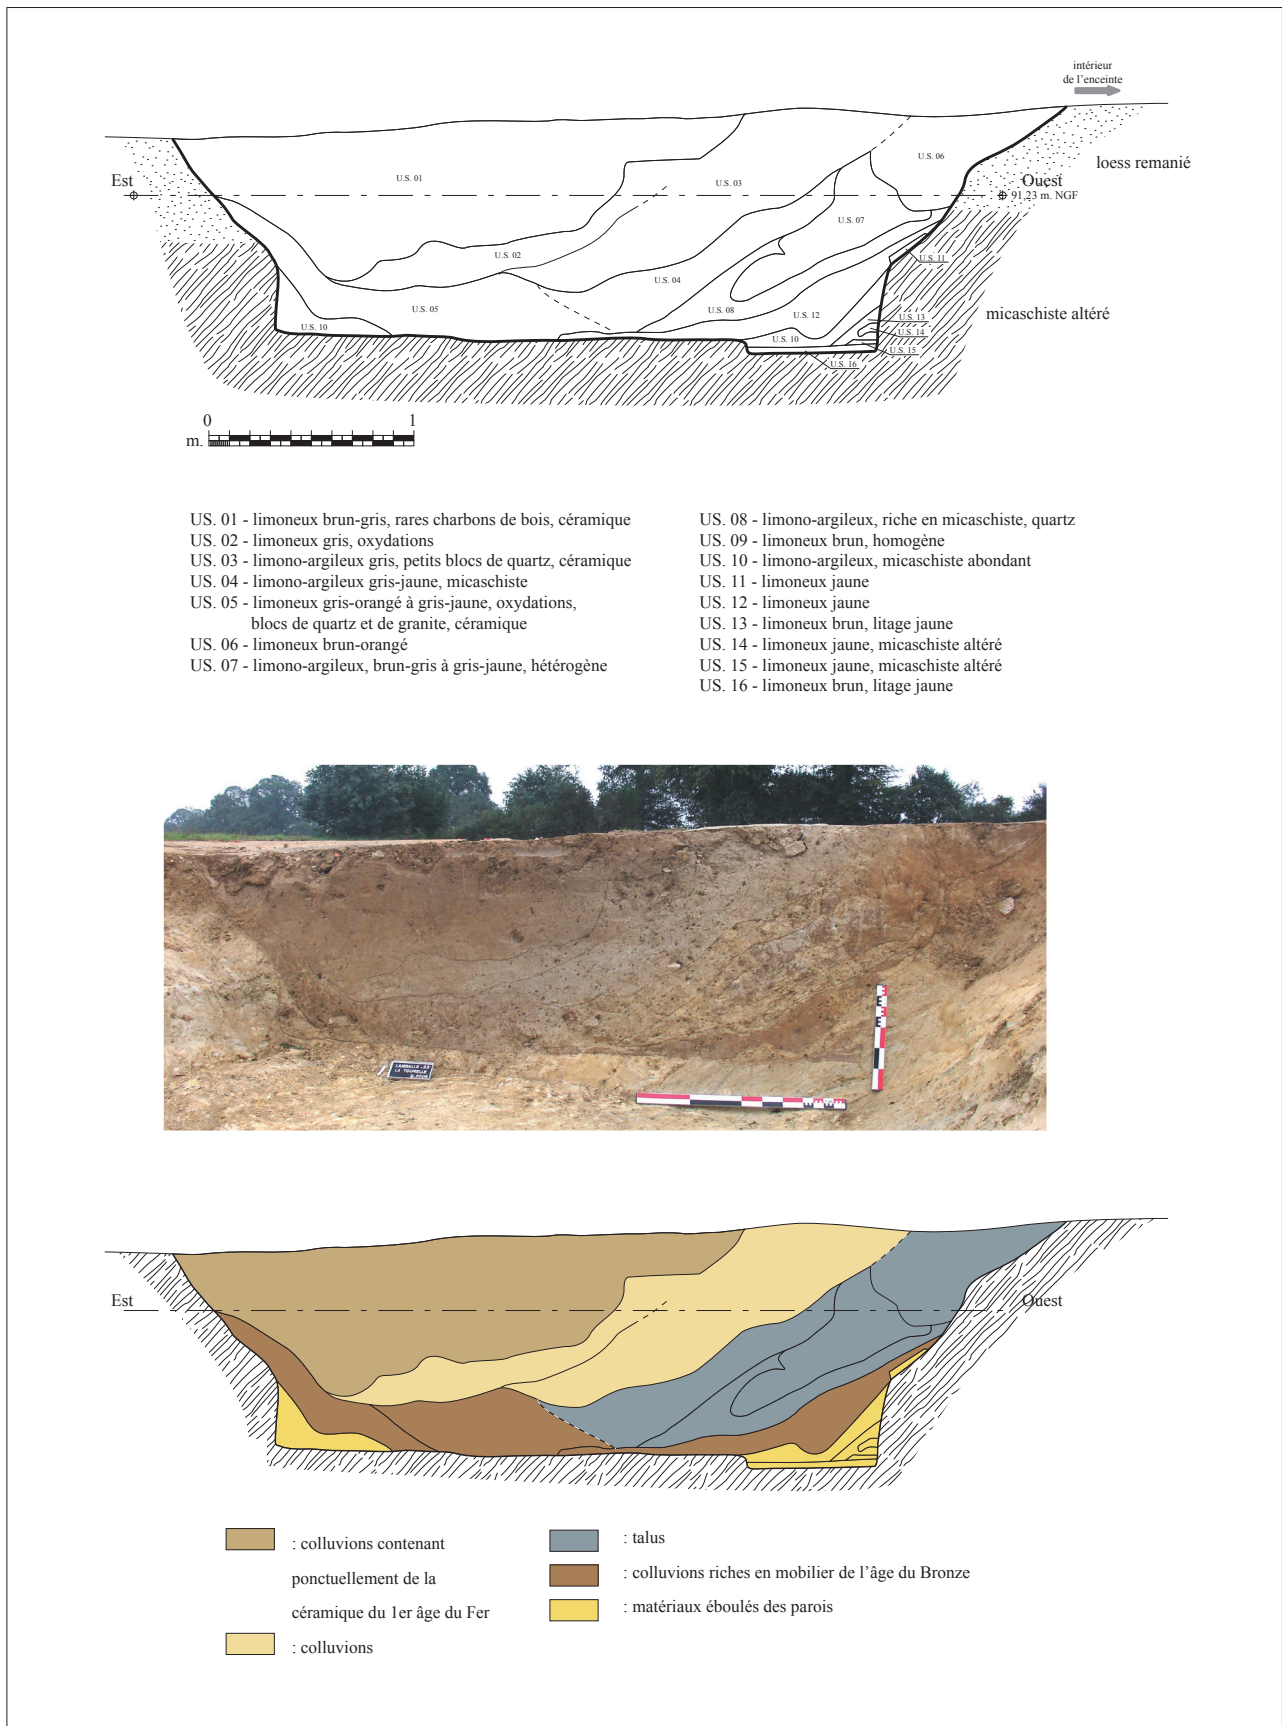 intérieur
de l'enceinte
U.S. 06
loess remanié
Est
U.S. 01
U.S. 03
Ouest
91,23 m. NGF
U.S. 07
U.S. 02
U.S. 11
U.S. 04
U.S. 05
U.S. 08
U.S. 12
micaschiste altéré
U.S. 13
U.S. 10
U.S. 14
U.S. 10
U.S. 15
U.S. 16
0 1
m.
US. 01 - limoneux brun-gris, rares charbons de bois, céramique
US. 02 - limoneux gris, oxydations
US. 03 - limono-argileux gris, petits blocs de quartz, céramique
US. 04 - limono-argileux gris-jaune, micaschiste
US. 05 - limoneux gris-orangé à gris-jaune, oxydations,
blocs de quartz et de granite, céramique
US. 06 - limoneux brun-orangé
US. 07 - limono-argileux, brun-gris à gris-jaune, hétérogène
US. 08 - limono-argileux, riche en micaschiste, quartz
US. 09 - limoneux brun, homogène
US. 10 - limono-argileux, micaschiste abondant
US. 11 - limoneux jaune
US. 12 - limoneux jaune
US. 13 - limoneux brun, litage jaune
US. 14 - limoneux jaune, micaschiste altéré
US. 15 - limoneux jaune, micaschiste altéré
US. 16 - limoneux brun, litage jaune
LAMBALLE
LA TOURELLE
Est
Ouest
: colluvions contenant
ponctuellement de la
céramique du 1er âge du Fer
: colluvions
: talus
: colluvions riches en mobilier de l'âge du Bronze
: matériaux éboulés des parois